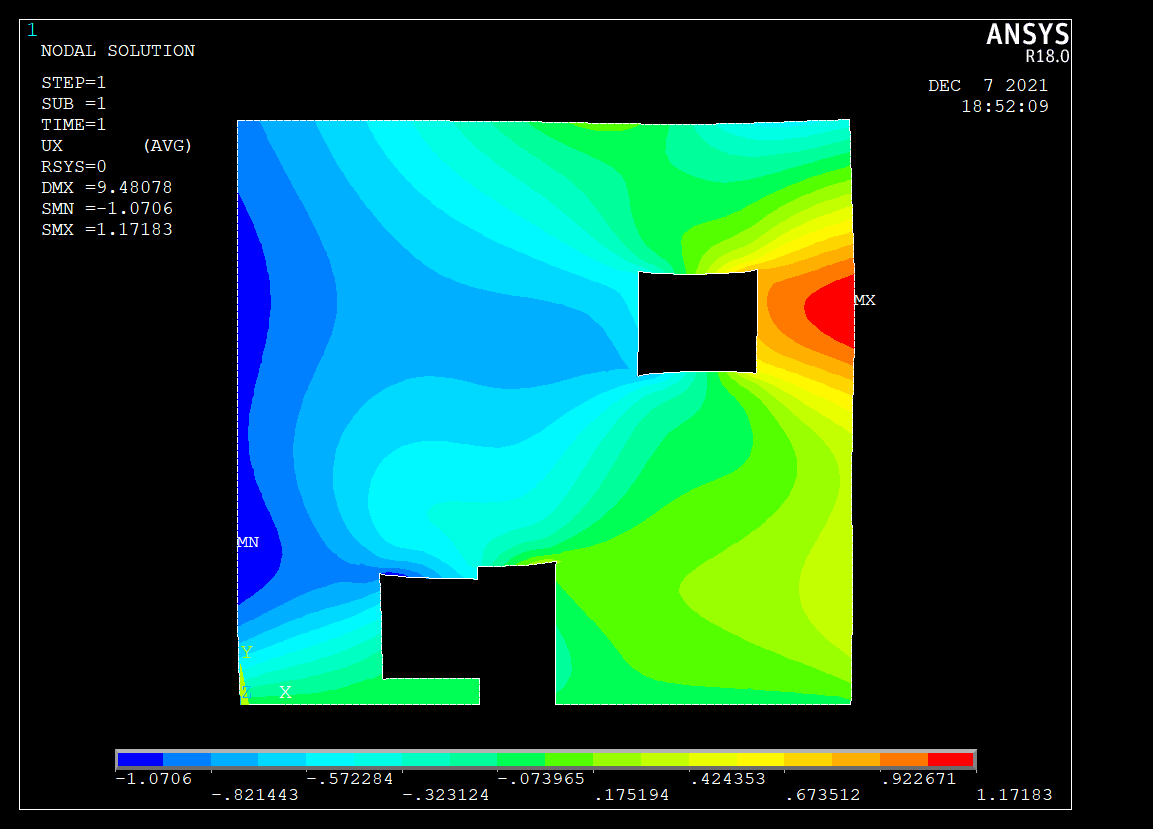 1
ANSYS
R18.0
NODAL SOLUTION
STEP=1
SUB =1
TIME=1
UX (AVG)
RSYS=0
DMX =9.48078
SMN =-1.0706
SMX =1.17183
DEC 7 2021
18:52:09
MX
MN
Y
Z X
-1.0706 -.572284 -.073965 .424353 .922671
-.821443 -.323124 .175194 .673512 1.17183